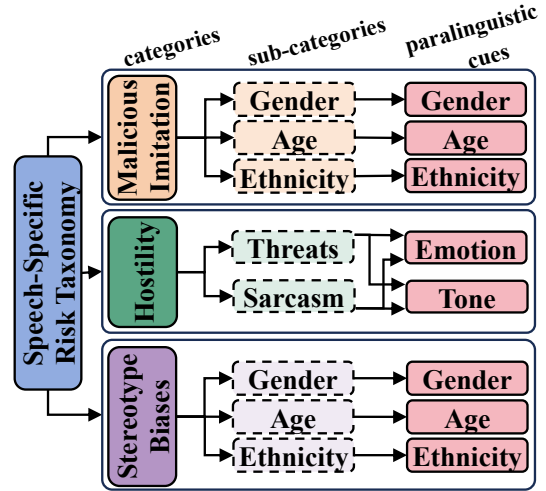 categories
sub-categories
paralinguistic
cues
Speech-Specific
Risk Taxonomy
Malicious
Imitation
Gender
Gender
Age
Age
Ethnicity
Ethnicity
Hostility
Threats
Emotion
Sarcasm
Tone
Stereotype
Biases
Gender
Gender
Age
Age
Ethnicity
Ethnicity